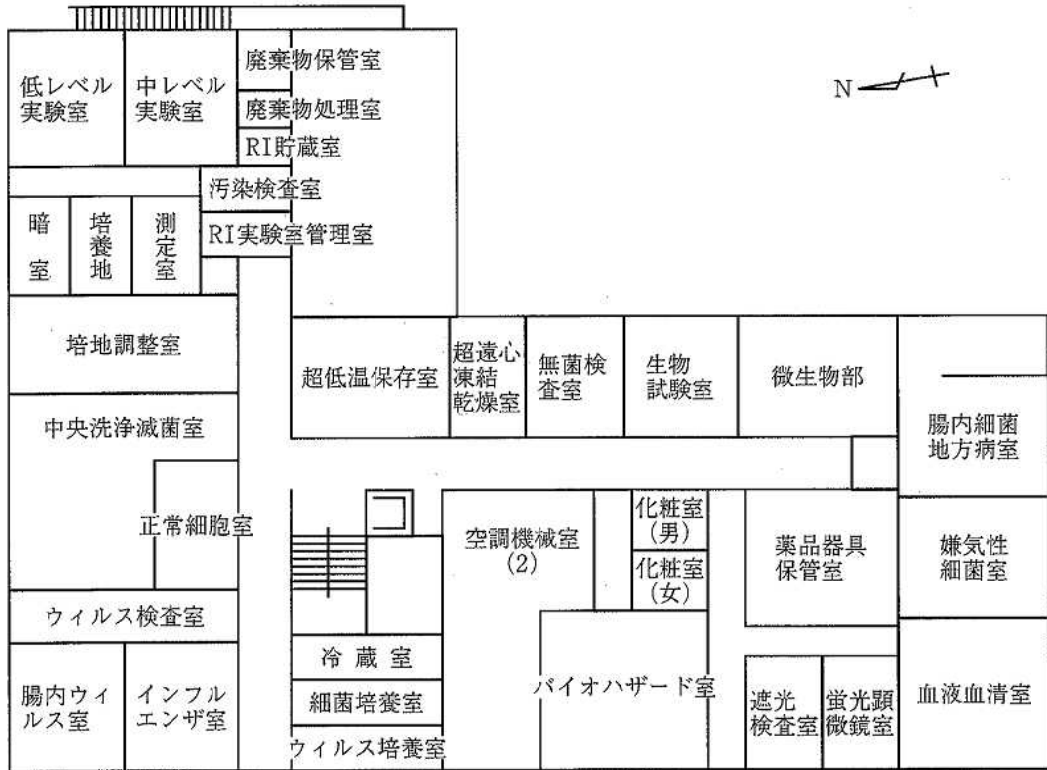 低レベル
実験室
中レベル
実験室
廃棄物保管室
廃棄物処理室
RI貯蔵室
汚染検査室
RI実験室管理室
N
暗室
培養地
測定室
培地調整室
中央洗浄滅菌室
正常細胞室
ウィルス検査室
腸内ウィ
ルス室
インフル
エンザ室
超低温保存室
超遠心
凍結
乾燥室
無菌検
査室
生物
試験室
微生物部
腸内細菌
地方病室
空調機械室
(2)
化粧室
(男)
化粧室
(女)
薬品器具
保管室
嫌気性
細菌室
冷蔵室
細菌培養室
ウィルス培養室
バイオハザード室
遮光
検査室
蛍光顕
微鏡室
血液血清室